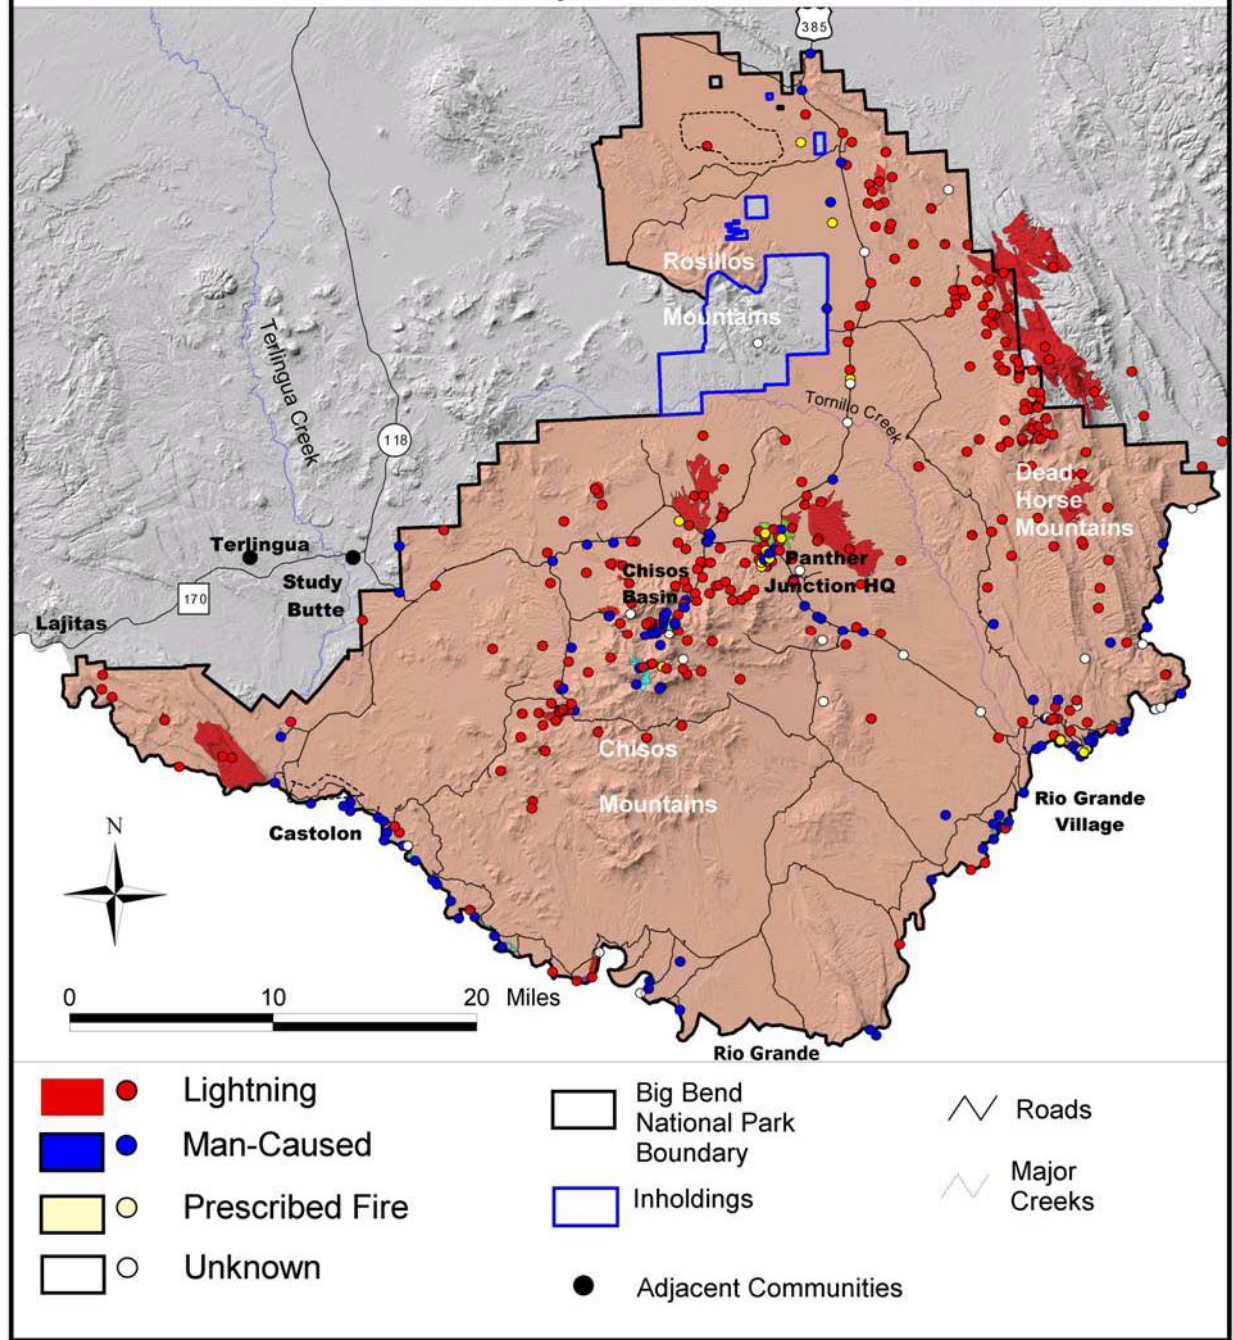 385
Rosillos
Mountains
Terlingua Creek
Tornillo Creek
118
Dead
Horse
Mountains
Terlingua
Study
Butte
170
Lajitas
Chisos
Basin
Panther
Junction HQ
Chisos
Mountains
Castolon
Rio Grande
Village
N
0 10 20 Miles
Rio Grande
Lightning
Man-Caused
Prescribed Fire
Unknown
Big Bend
National Park
Boundary
Inholdings
Adjacent Communities
Roads
Major
Creeks